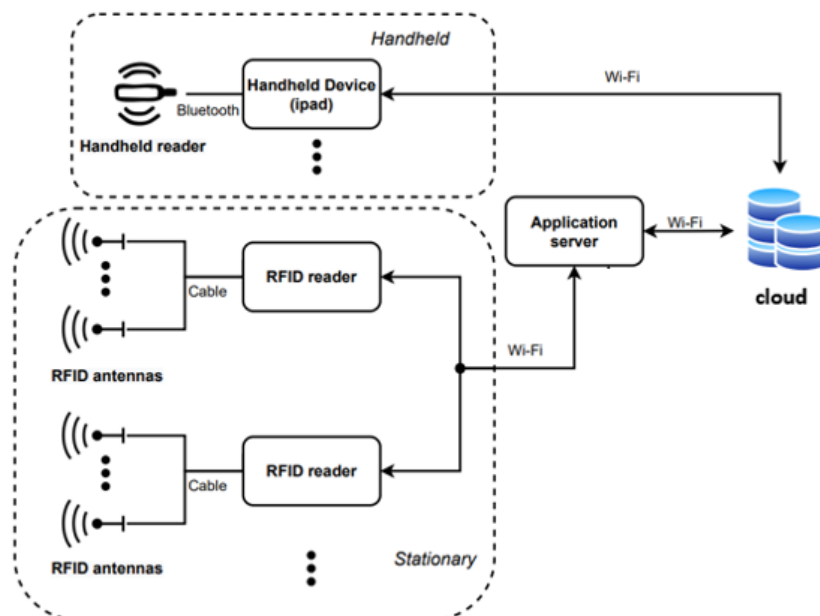 Handheld
Handheld Device
(ipad)
Bluetooth
Handheld reader
Wi-Fi
Application
server
Wi-Fi
cloud
RFID reader
Cable
RFID antennas
Wi-Fi
RFID reader
Cable
RFID antennas
Stationary